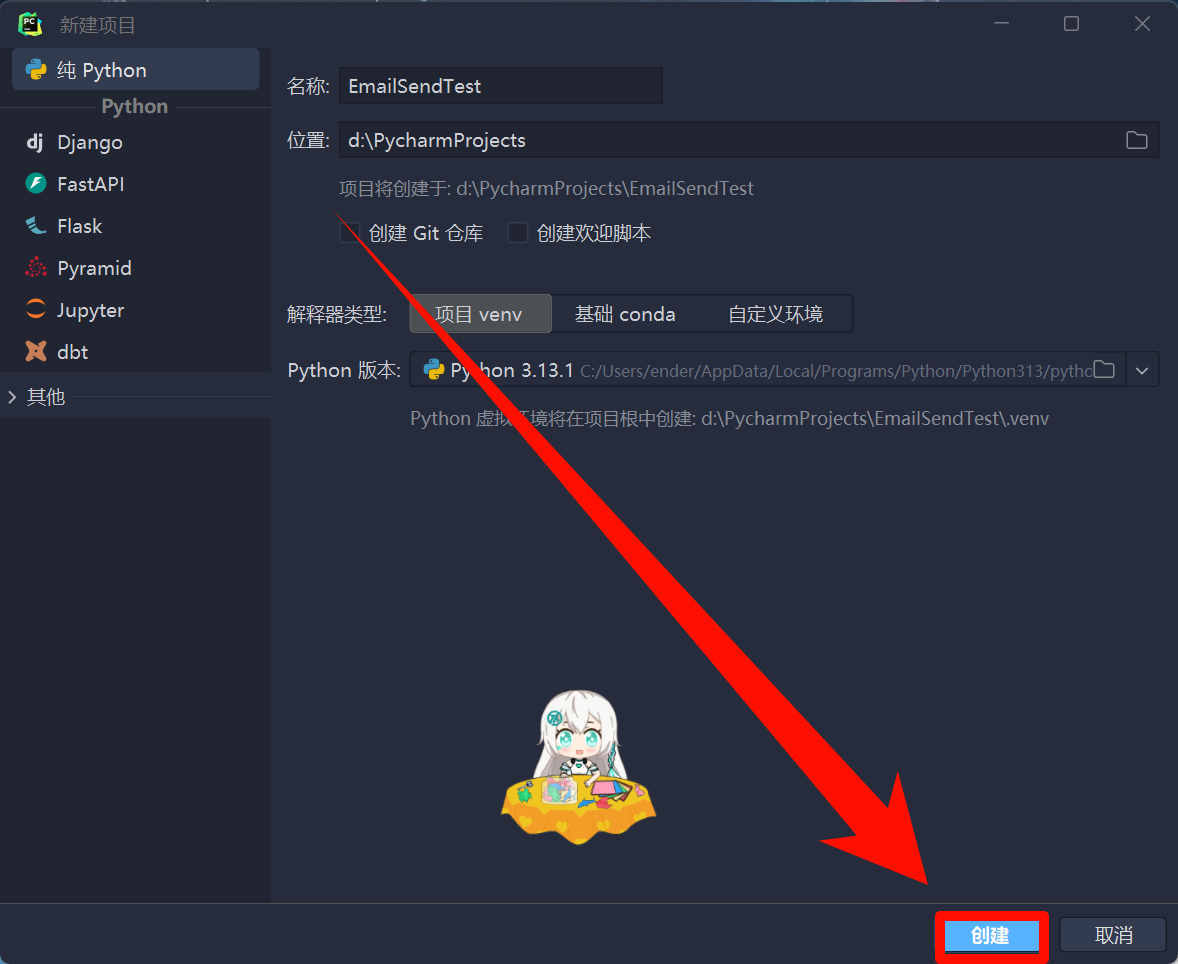 PC
新建项目
纯 Python
Python
dj Django
FastAPI
Flask
Pyramid
Jupyter
dbt
其他
名称: EmailSendTest
位置: d:\PycharmProjects
项目将创建于: d:\PycharmProjects\EmailSendTest
创建 Git 仓库 创建欢迎脚本
解释器类型: 项目 venv 基础 conda 自定义环境
Python 版本: Python 3.13.1 C:/Users/ender/AppData/Local/Programs/Python/Python313/pytho
Python 虚拟环境将在项目根中创建: d:\PycharmProjects\EmailSendTest\.venv
创建 取消